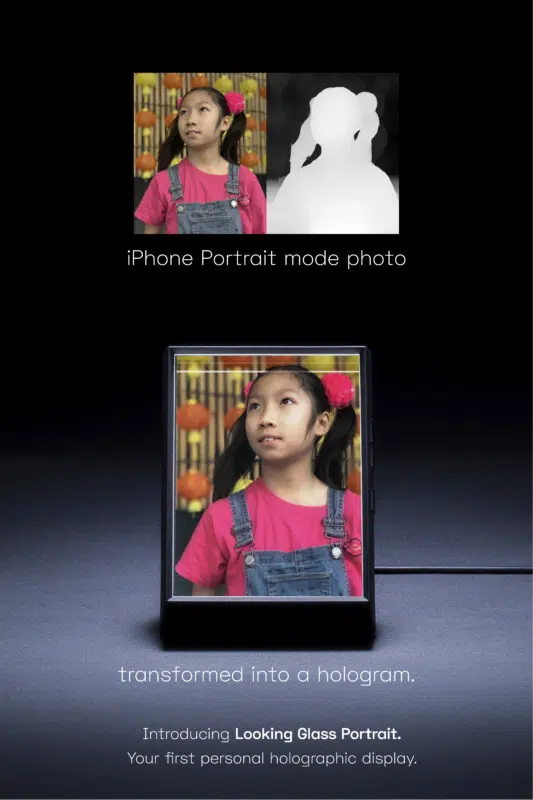 iPhone Portrait mode photo
transformed into a hologram.
Introducing Looking Glass Portrait.
Your first personal holographic display.